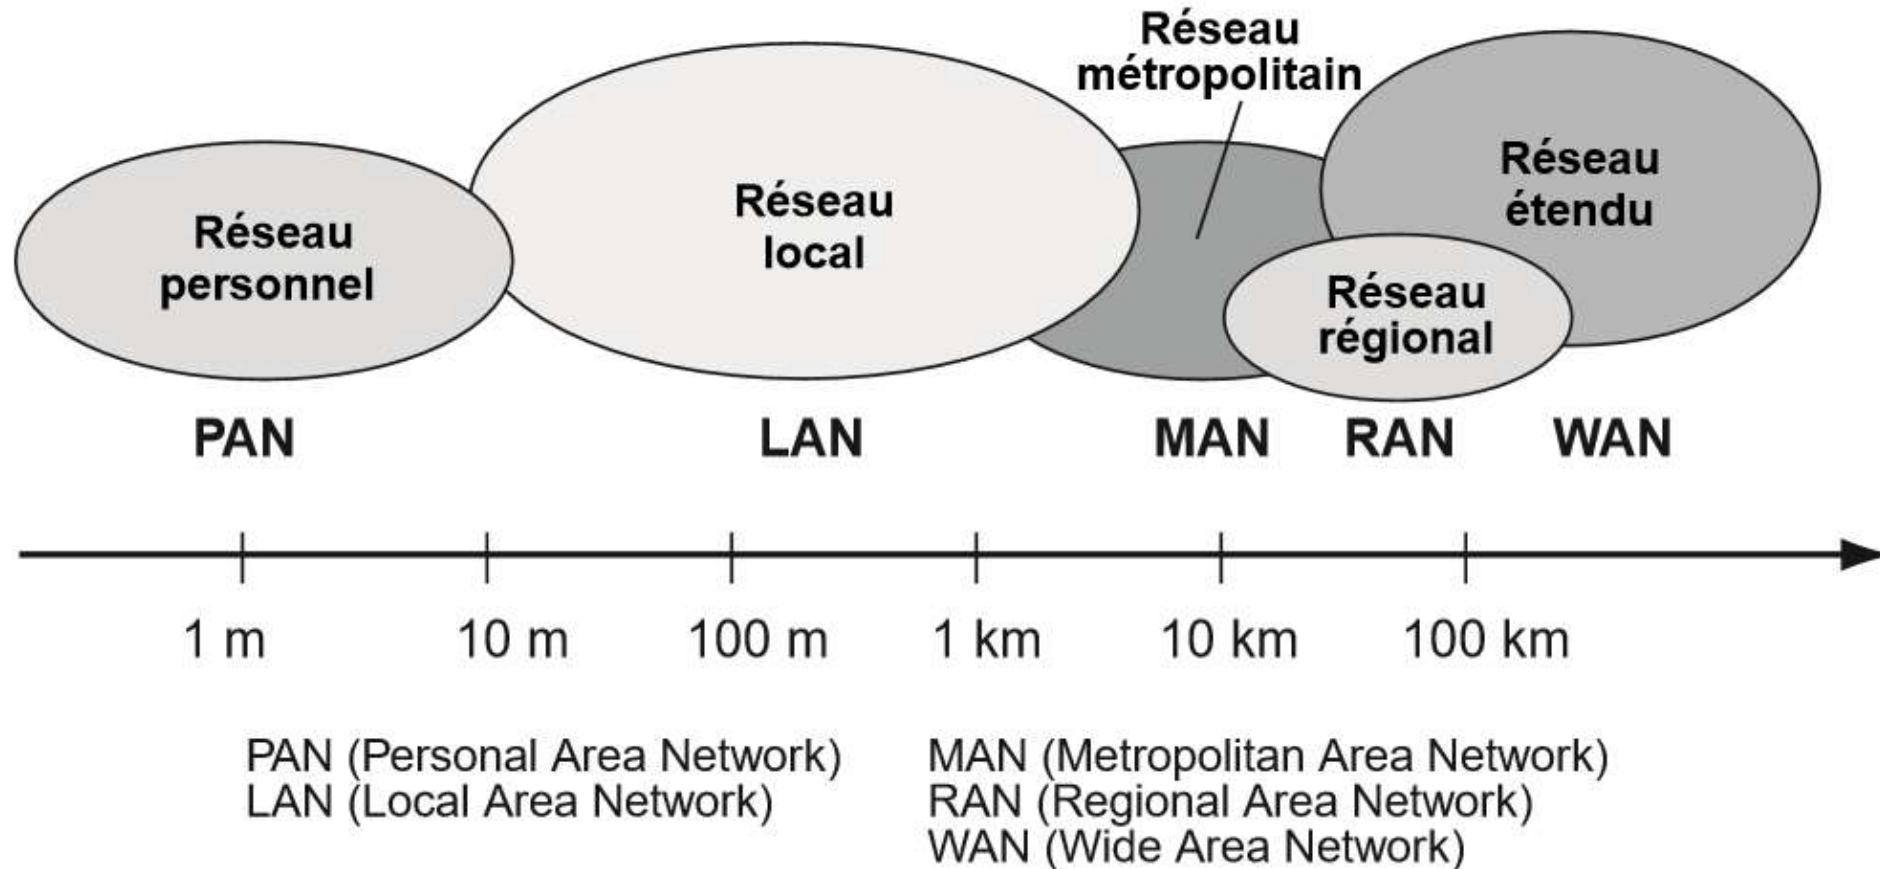 Réseau
métropolitain
Réseau
étendu
Réseau
local
Réseau
personnel
Réseau
régional
PAN
LAN
MAN
RAN
WAN
1 m
10 m
100 m
1 km
10 km
100 km
PAN (Personal Area Network)
LAN (Local Area Network)
MAN (Metropolitan Area Network)
RAN (Regional Area Network)
WAN (Wide Area Network)